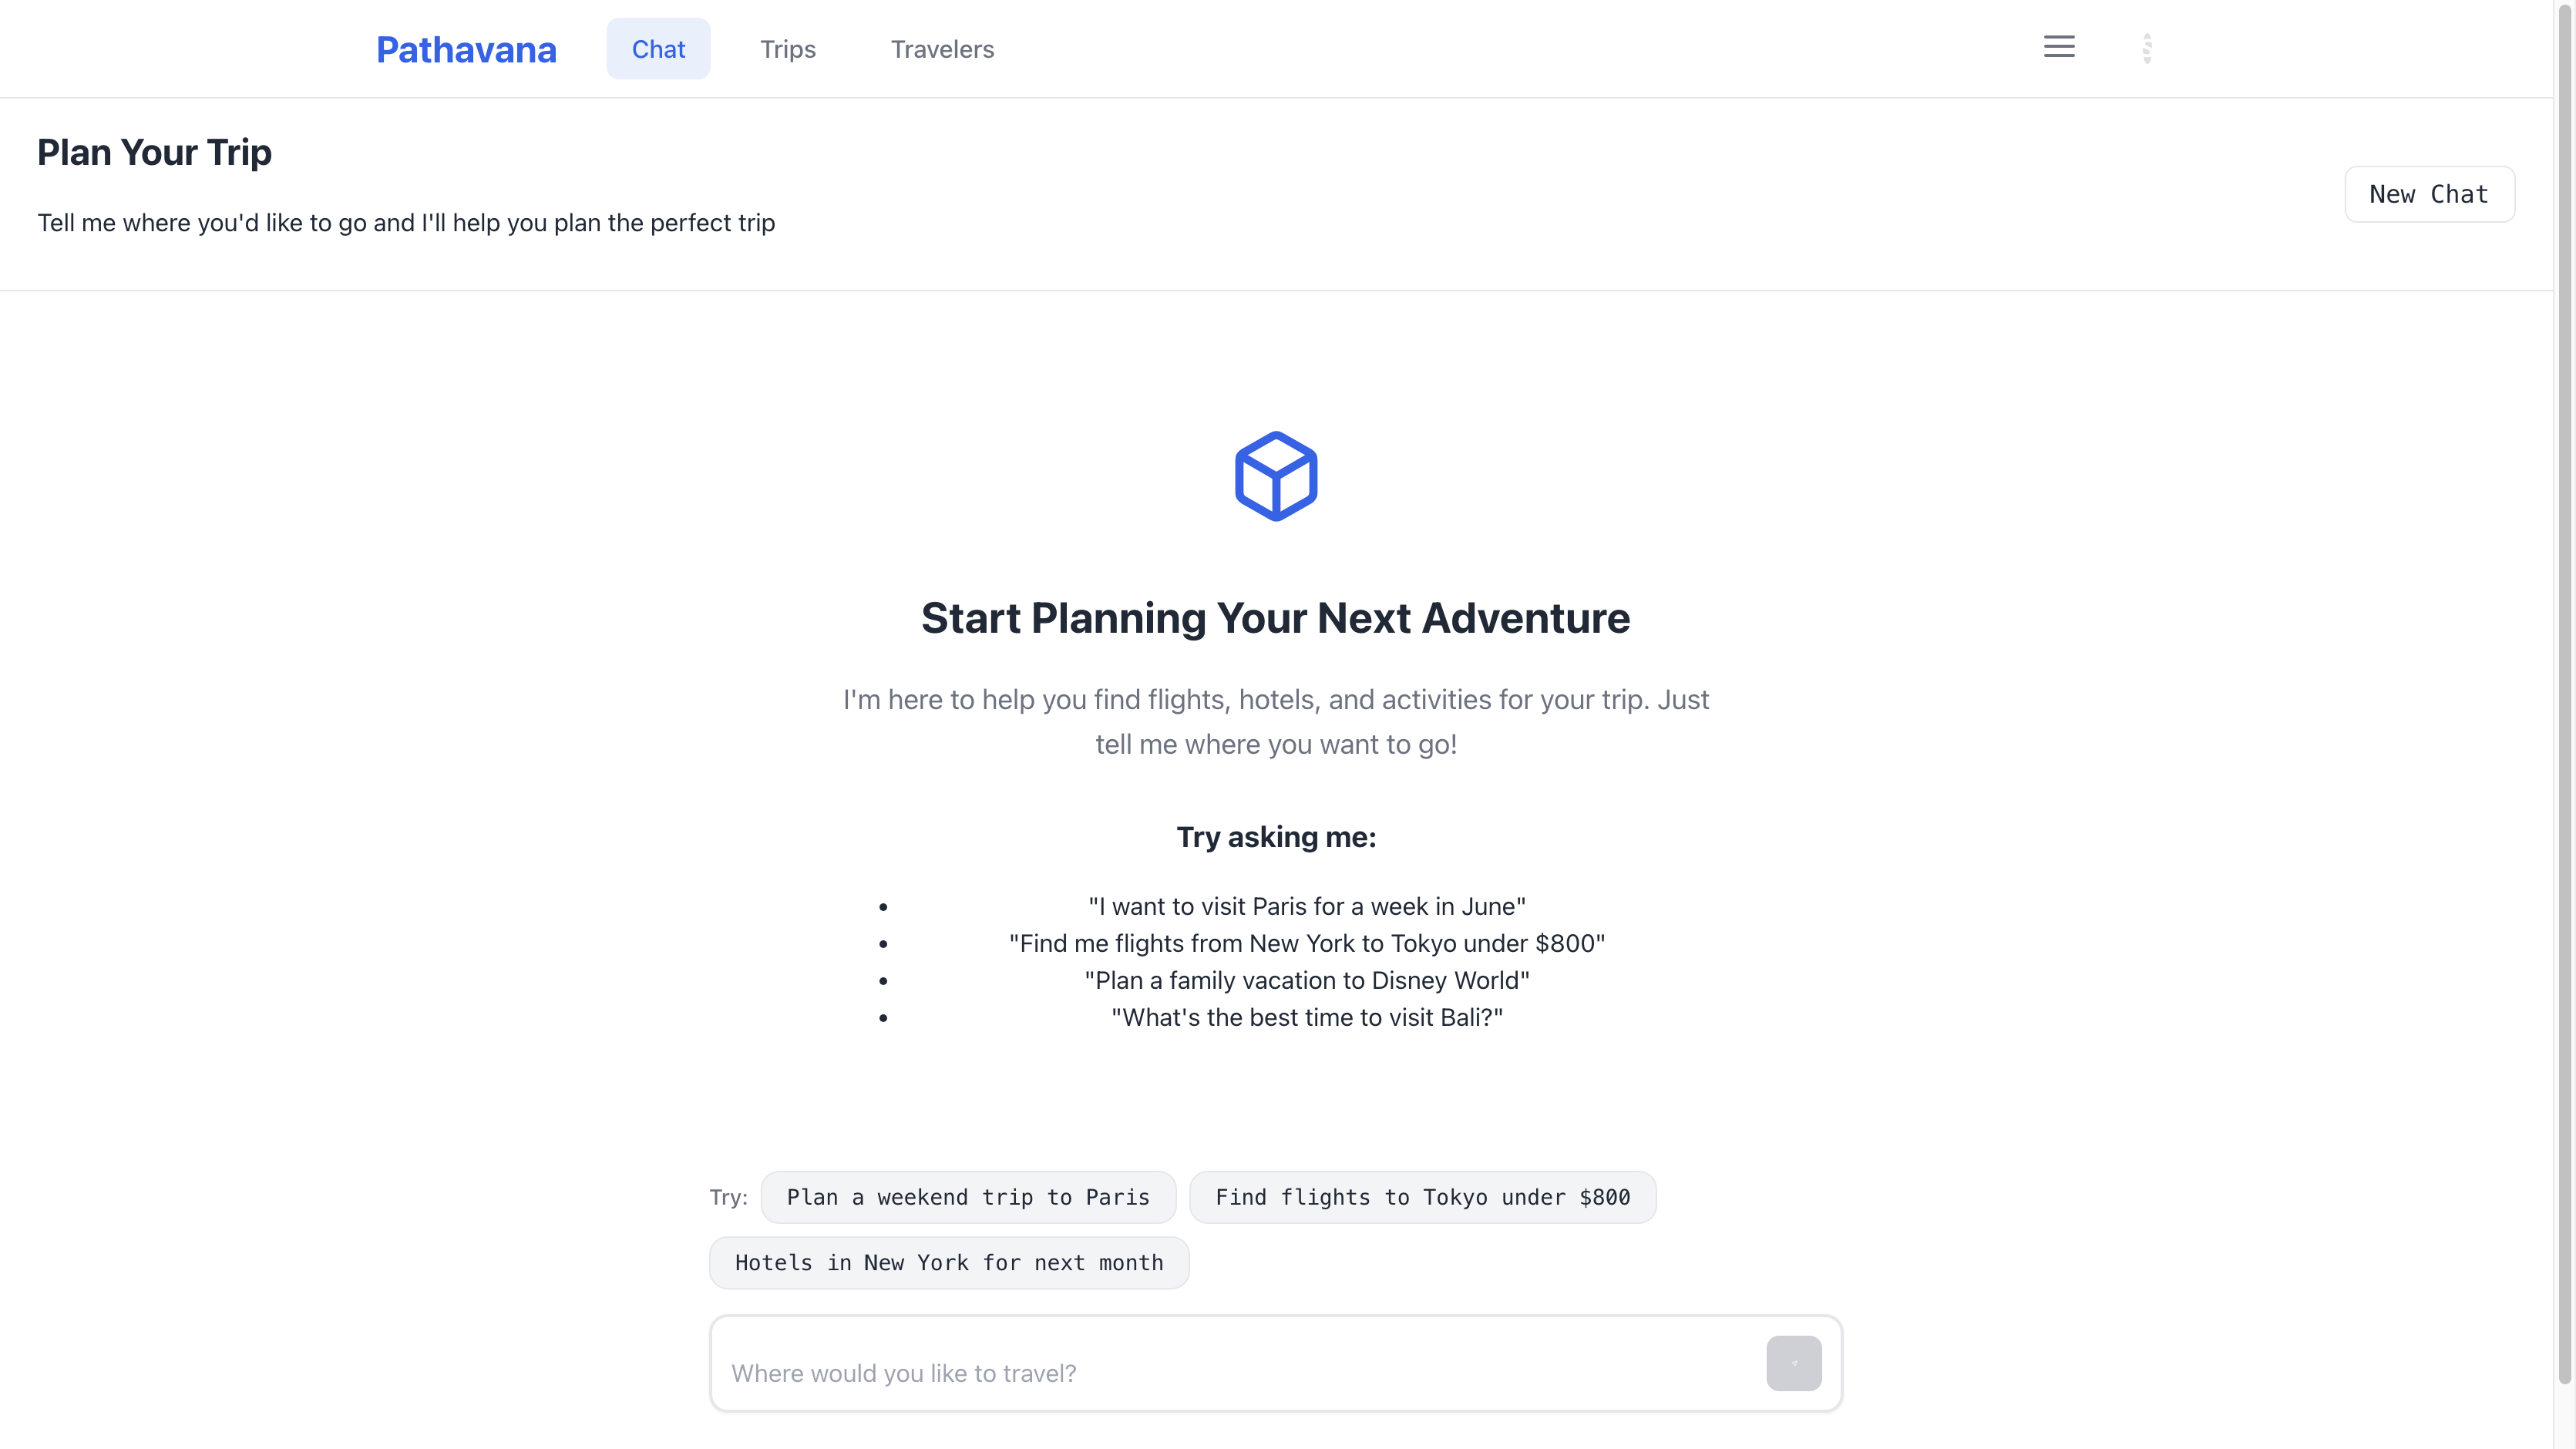 Pathavana
Chat
Trips
Travelers
Plan Your Trip
Tell me where you'd like to go and I'll help you plan the perfect trip
New Chat
Start Planning Your Next Adventure
I'm here to help you find flights, hotels, and activities for your trip. Just
tell me where you want to go!
Try asking me:
• "I want to visit Paris for a week in June"
• "Find me flights from New York to Tokyo under $800"
• "Plan a family vacation to Disney World"
• "What's the best time to visit Bali?"
Try:
Plan a weekend trip to Paris
Find flights to Tokyo under $800
Hotels in New York for next month
Where would you like to travel?